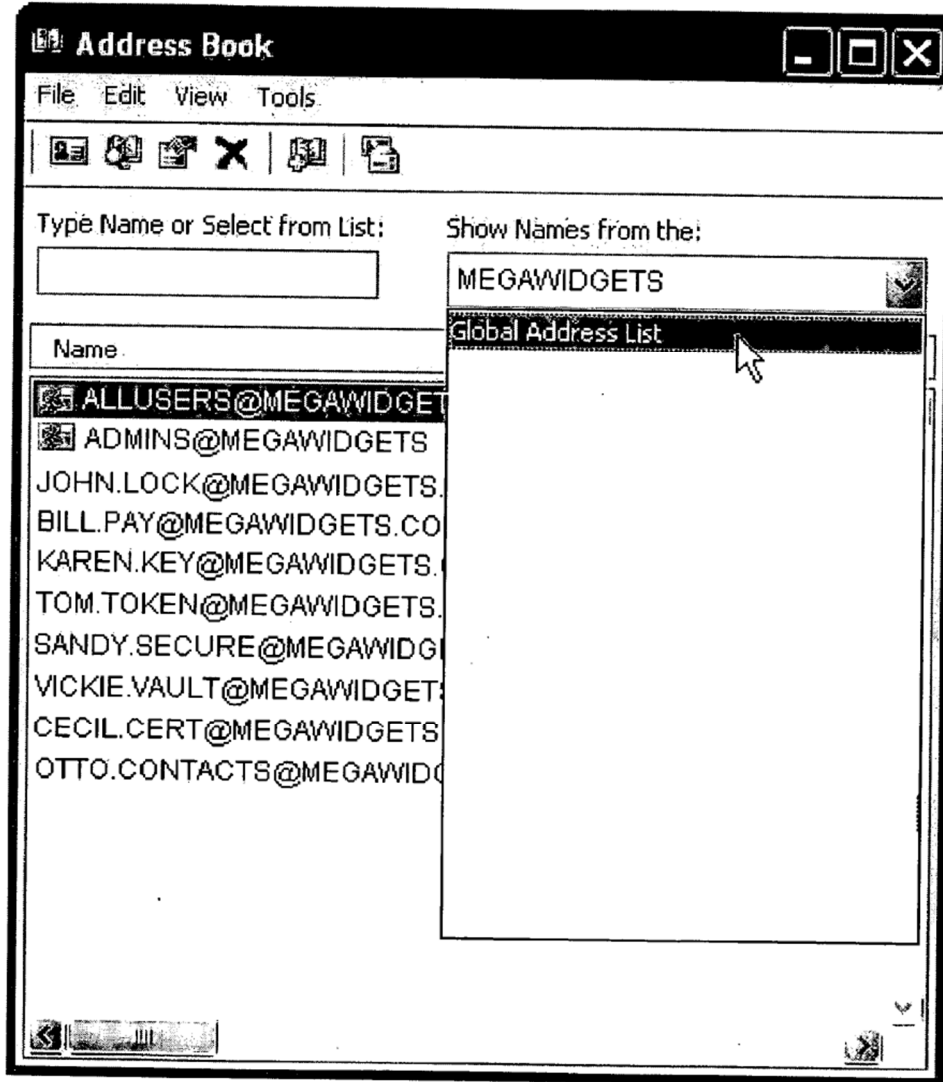 Address Book
File Edit View Tools
Type Name or Select from List:
Show Names from the:
MEGAWIDGETS
Global Address List
Name
ALLUSERS@MEGAWIDGET
ADMINS@MEGAWIDGETS
JOHN.LOCK@MEGAWIDGETS.
BILL.PAY@MEGAWIDGETS.CO
KAREN.KEY@MEGAWIDGETS.
TOM.TOKEN@MEGAWIDGETS.
SANDY.SECURE@MEGAWIDG
VICKIE.VAULT@MEGAWIDGETS
CECIL.CERT@MEGAWIDGETS
OTTO.CONTACTS@MEGAWIDG